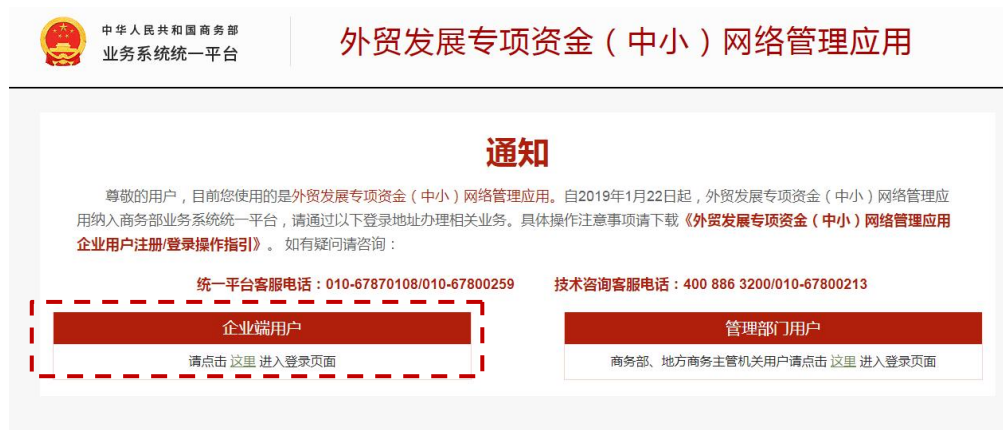 中华人民共和国商务部
业务系统统一平台
外贸发展专项资金（中小）网络管理应用
通知
尊敬的用户，目前您使用的是外贸发展专项资金（中小）网络管理应用。自2019年1月22日起，外贸发展专项资金（中小）网络管理应
用纳入商务部业务系统统一平台，请通过以下登录地址办理相关业务。具体操作注意事项请下载《外贸发展专项资金（中小）网络管理应用
企业用户注册/登录操作指引》。 如有疑问请咨询：
统一平台客服电话：010-67870108/010-67800259 技术咨询客服电话：400 886 3200/010-67800213
企业端用户
请点击 这里 进入登录页面
管理部门用户
商务部、地方商务主管机关用户请点击 这里 进入登录页面